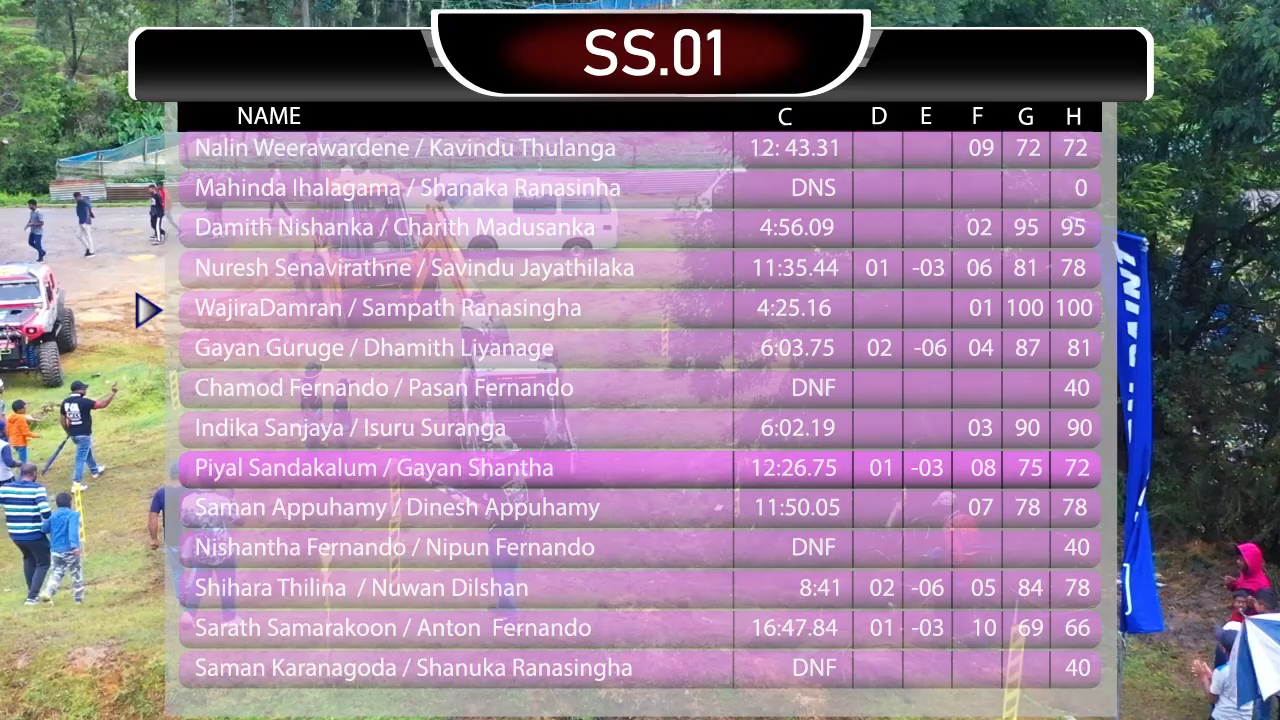 SS.01
NAME C D E F G H
Nalin Weerawardene / Kavindu Thulanga 12: 43.31 09 72 72
Mahinda Ihalagama / Shanaka Ranasinha DNS 0
Damith Nishanka / Charith Madusanka 4:56.09 02 95 95
Nuresh Senavirathne / Savindu Jayathilaka 11:35.44 01 -03 06 81 78
WajiraDamran / Sampath Ranasingha 4:25.16 01 100 100
Gayan Guruge / Dhamith Liyanage 6:03.75 02 -06 04 87 81
Chamod Fernando / Pasan Fernando DNF 40
Indika Sanjaya / Isuru Suranga 6:02.19 03 90 90
Piyal Sandakalum / Gayan Shantha 12:26.75 01 -03 08 75 72
Saman Appuhamy / Dinesh Appuhamy 11:50.05 07 78 78
Nishantha Fernando / Nipun Fernando DNF 40
Shihara Thilina / Nuwan Dilshan 8:41 02 -06 05 84 78
Sarath Samarakoon / Anton Fernando 16:47.84 01 -03 10 69 66
Saman Karanagoda / Shanuka Ranasingha DNF 40